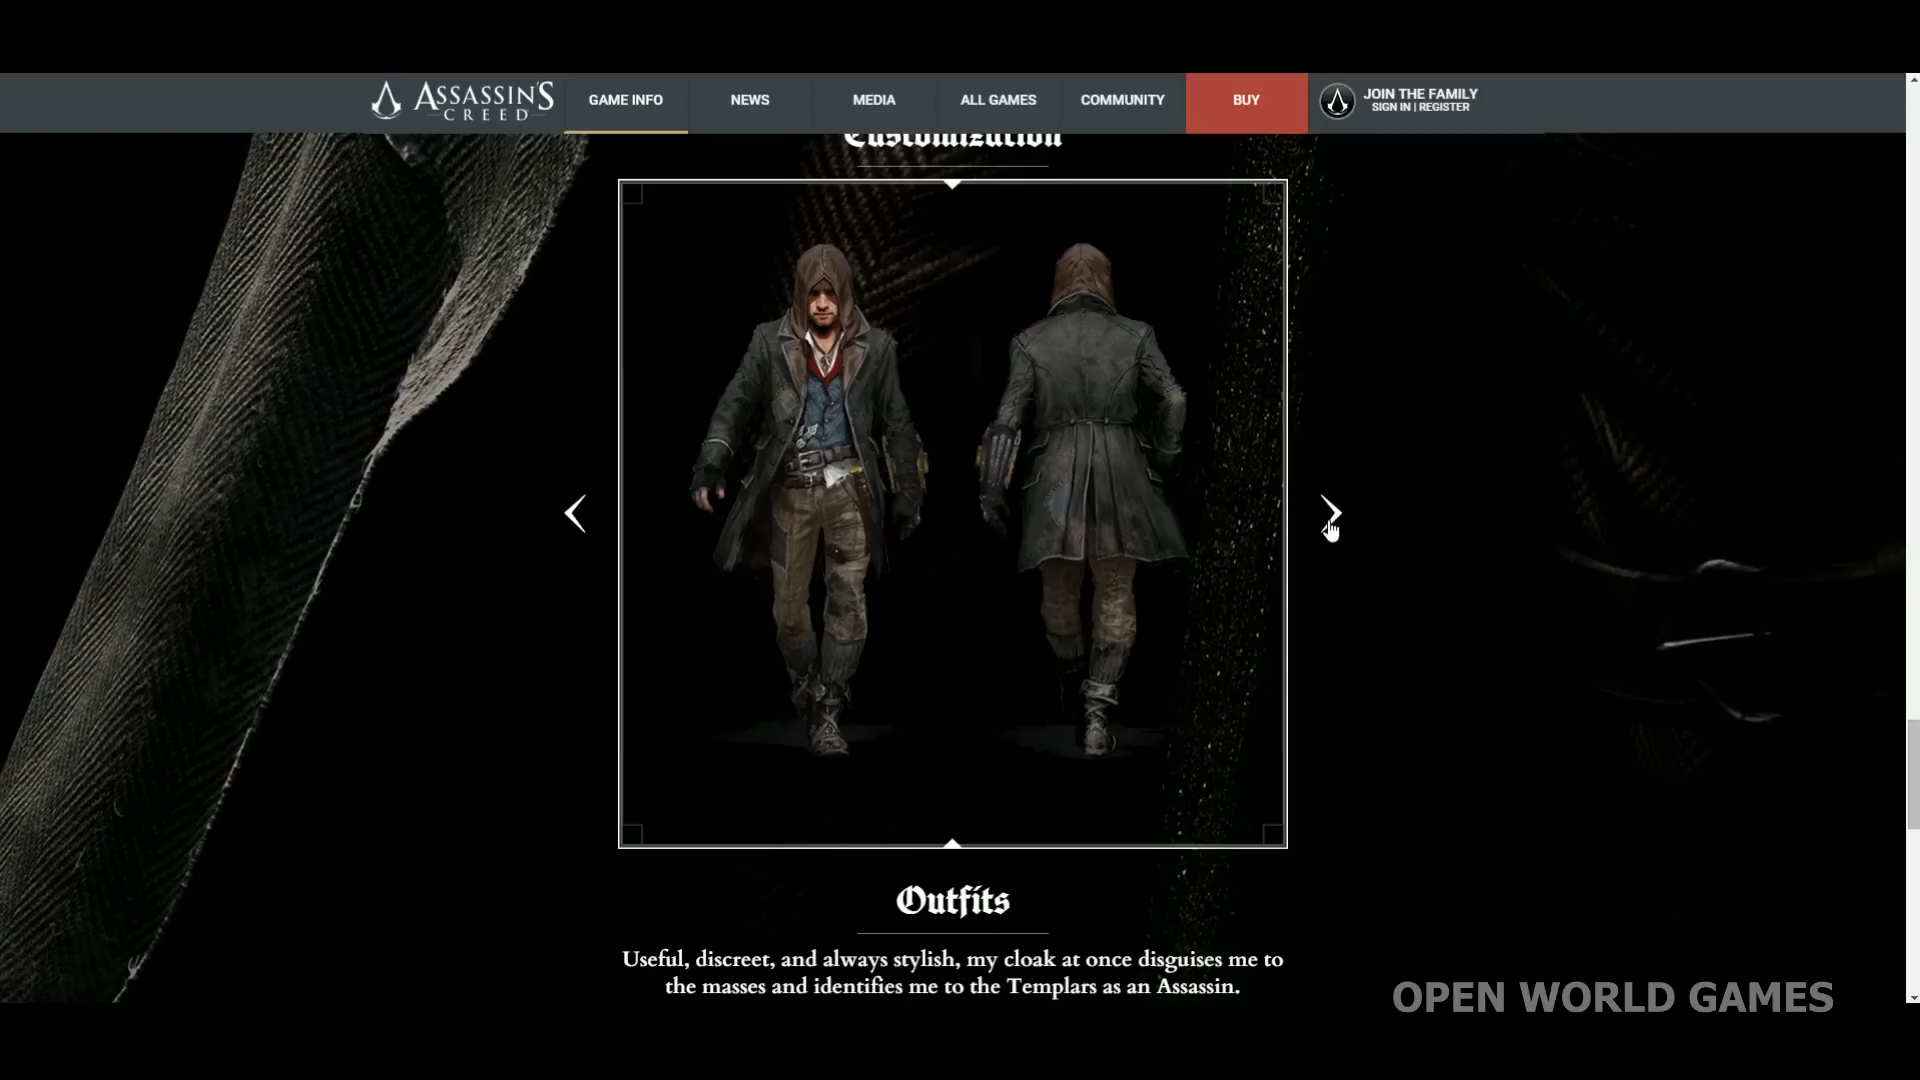 ASSASSIN'S
CREED
GAME INFO
NEWS
MEDIA
ALL GAMES
COMMUNITY
BUY
JOIN THE FAMILY
SIGN IN | REGISTER
Customization
Outfits
Useful, discreet, and always stylish, my cloak at once disguises me to
the masses and identifies me to the Templars as an Assassin.
OPEN WORLD GAMES